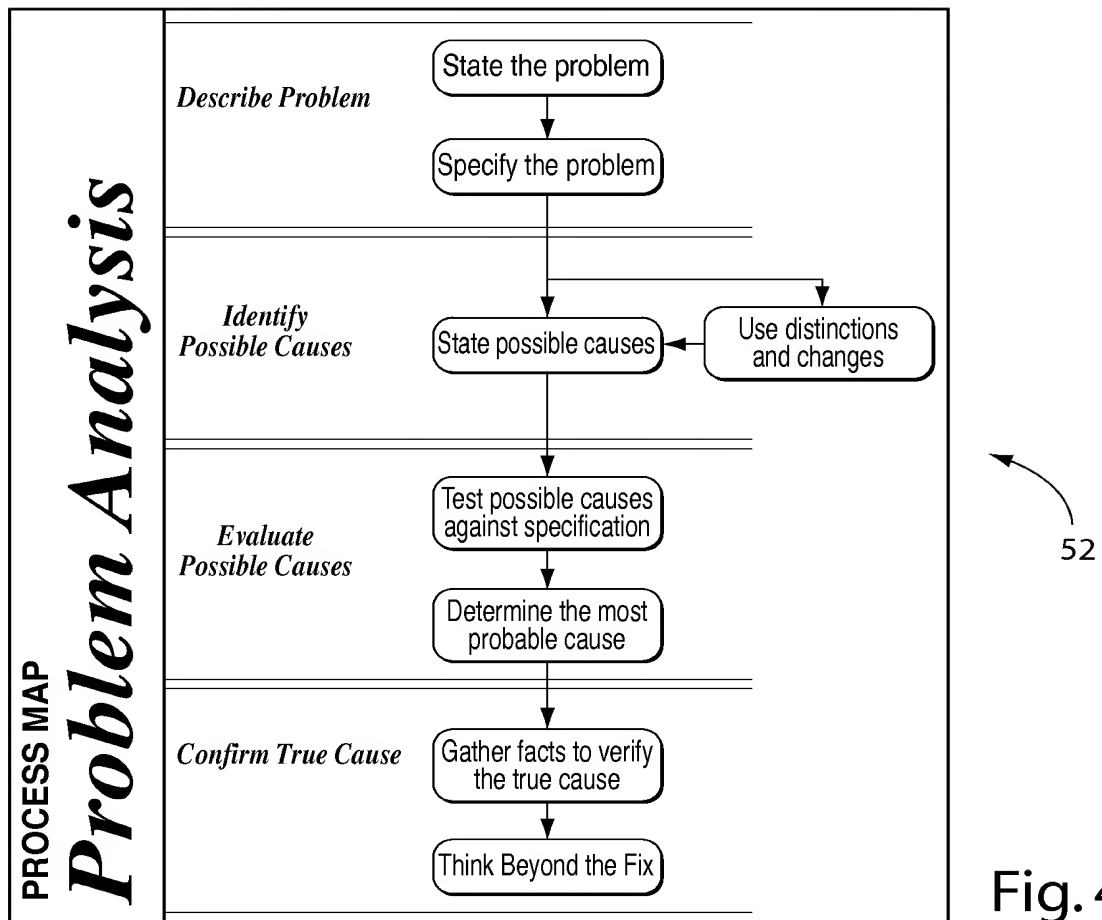 PROCESS MAP
Problem Analysis
Describe Problem
State the problem
Specify the problem
Identify
Possible Causes
State possible causes
Use distinctions
and changes
Evaluate
Possible Causes
Test possible causes
against specification
Determine the most
probable cause
Confirm True Cause
Gather facts to verify
the true cause
Think Beyond the Fix
52
Fig. 4